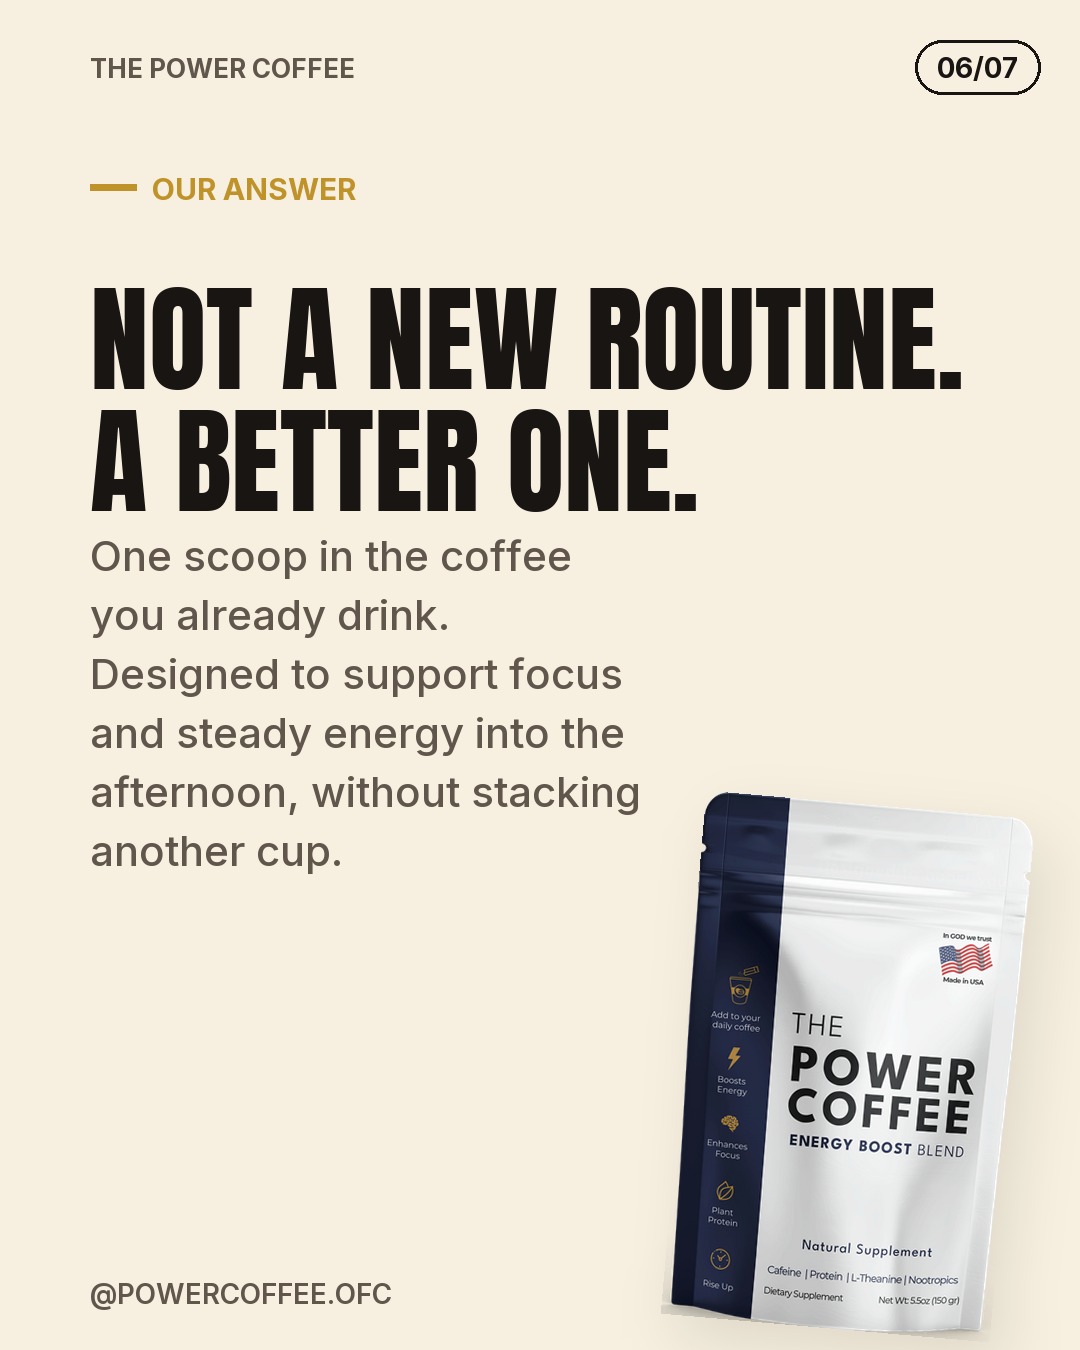 THE POWER COFFEE
06/07
OUR ANSWER
NOT A NEW ROUTINE.
A BETTER ONE.
One scoop in the coffee
you already drink.
Designed to support focus
and steady energy into the
afternoon, without stacking
another cup.
In GOD we trust
Made in USA
Add to your
daily coffee
Boosts
Energy
Enhances
Focus
Plant
Protein
Rise Up
THE
POWER
COFFEE
ENERGY BOOST BLEND
Natural Supplement
Cafeine | Protein | L-Theanine | Nootropics
Dietary Supplement
Net Wt: 5.5oz (150 gr)
@POWERCOFFEE.OFC